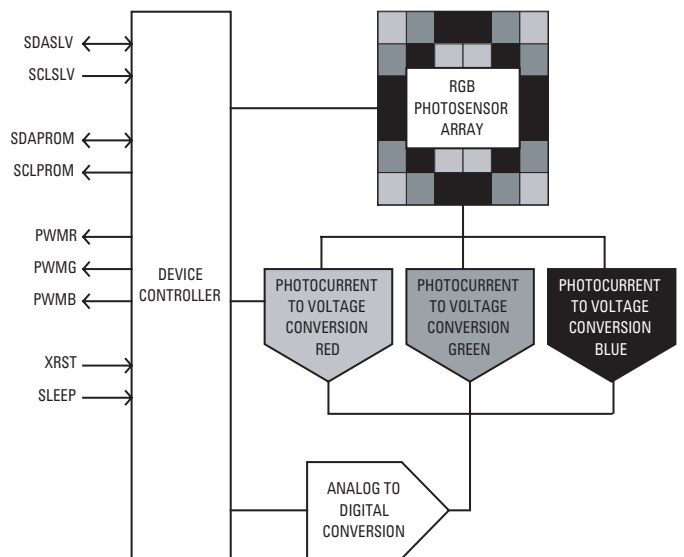 SDASLV
SCLSLV
SDAPROM
SCLPROM
PWMR
PWMG
PWMB
XRST
SLEEP
DEVICE
CONTROLLER
RGB
PHOTOSENSOR
ARRAY
PHOTOCURRENT
TO VOLTAGE
CONVERSION
RED
PHOTOCURRENT
TO VOLTAGE
CONVERSION
GREEN
PHOTOCURRENT
TO VOLTAGE
CONVERSION
BLUE
ANALOG TO
DIGITAL
CONVERSION